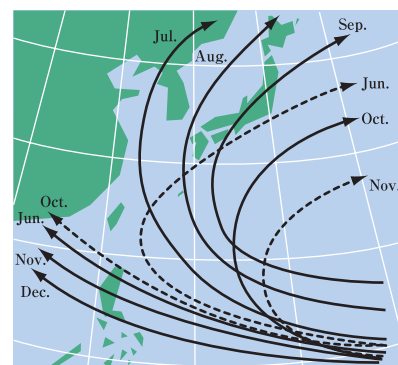 Sep.
Jul.
Aug.
Jun.
Oct.
Nov.
Oct.
Jun.
Nov.
Dec.